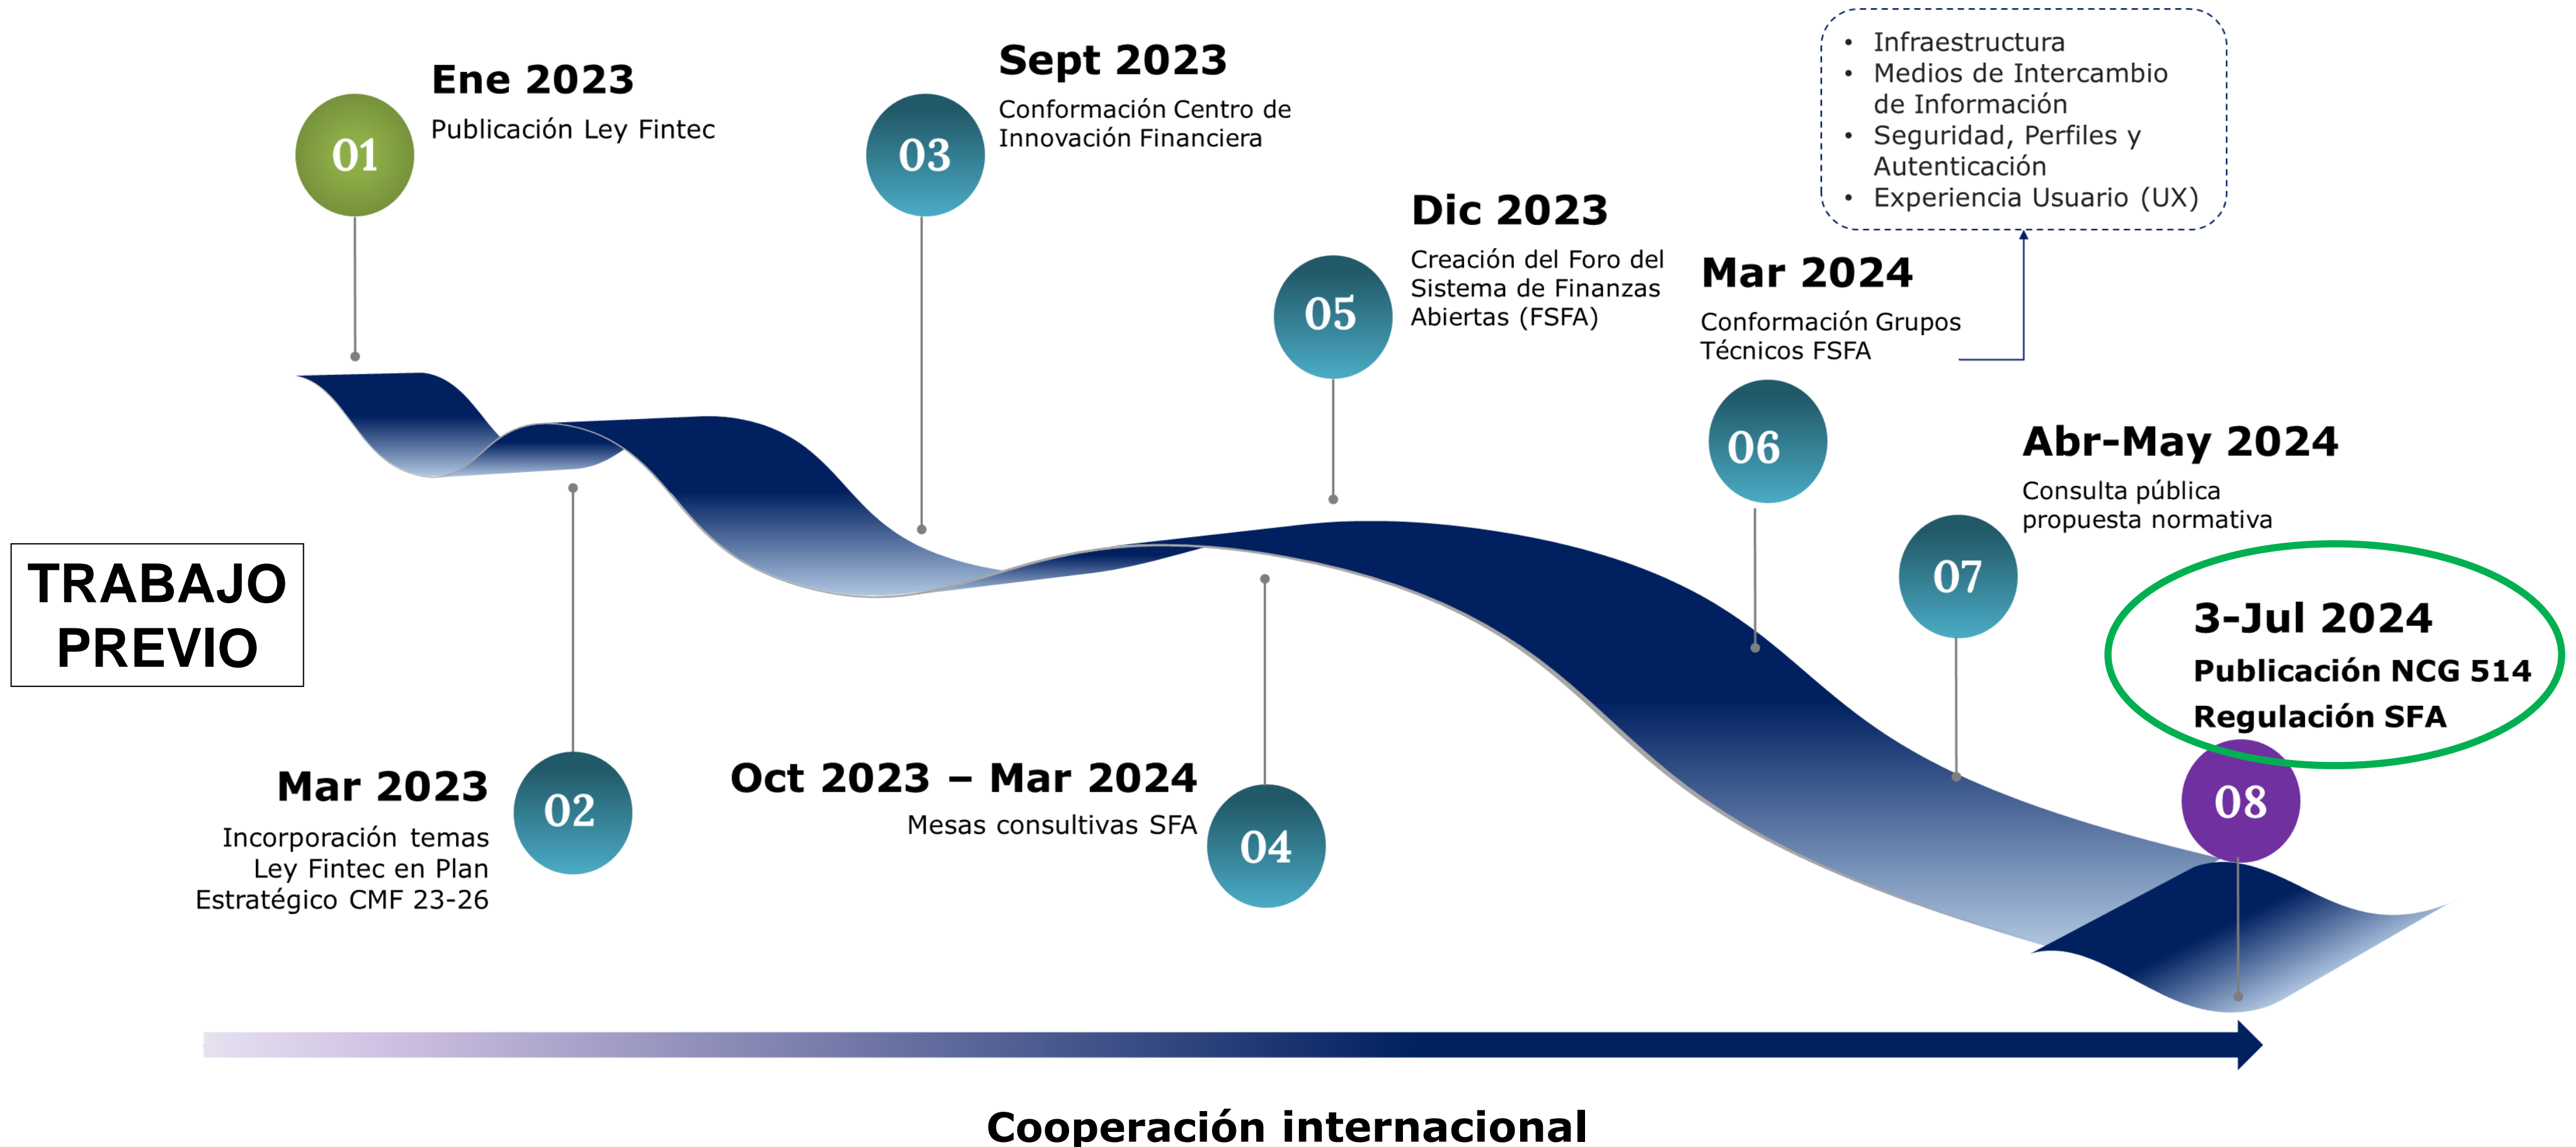 Ene 2023
Publicación Ley Fintec
01
Sept 2023
Conformación Centro de
Innovación Financiera
03
• Infraestructura
• Medios de Intercambio
de Información
• Seguridad, Perfiles y
Autenticación
• Experiencia Usuario (UX)
Dic 2023
Creación del Foro del
Sistema de Finanzas
Abiertas (FSFA)
05
Mar 2024
Conformación Grupos
Técnicos FSFA
06
Abr-May 2024
Consulta pública
propuesta normativa
07
TRABAJO
PREVIO
3-Jul 2024
Publicación NCG 514
Regulación SFA
08
Mar 2023
Incorporación temas
Ley Fintec en Plan
Estratégico CMF 23-26
02
Oct 2023 – Mar 2024
Mesas consultivas SFA
04
Cooperación internacional